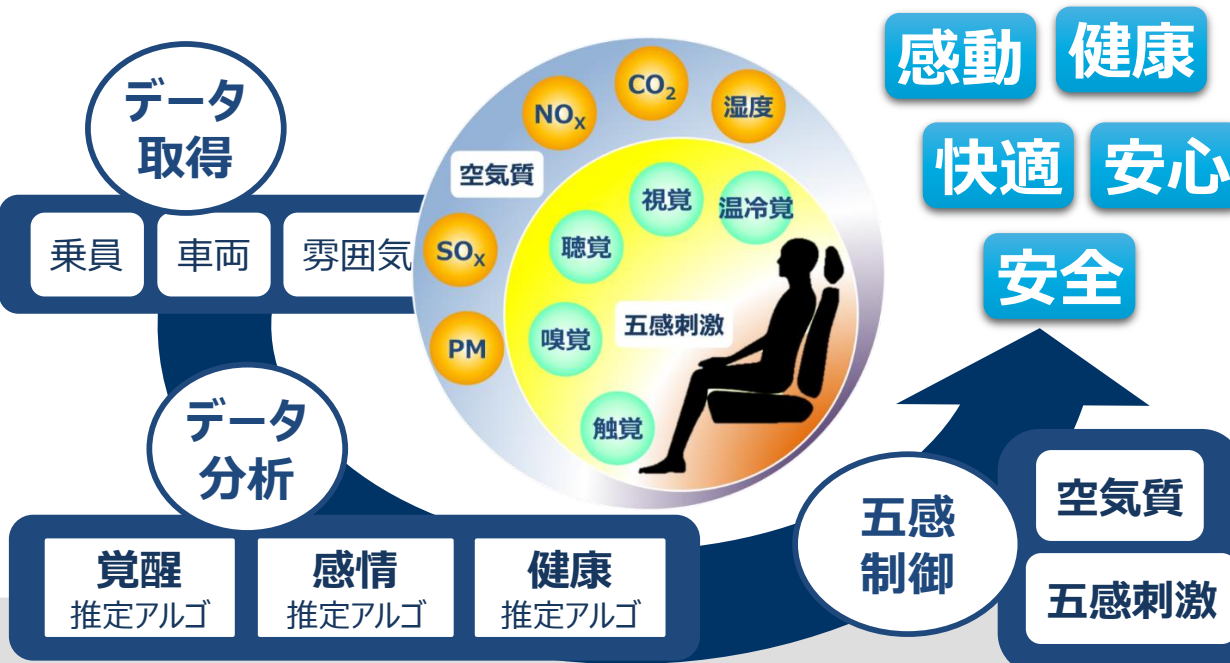 データ
取得
乗員
車両
雰囲気
データ
分析
覚醒
推定アルゴ
感情
推定アルゴ
健康
推定アルゴ
空気質
NOX
CO2
湿度
SOX
PM
視覚
温冷覚
聴覚
嗅覚
触覚
五感刺激
五感
制御
空気質
五感刺激
感動
健康
快適
安心
安全